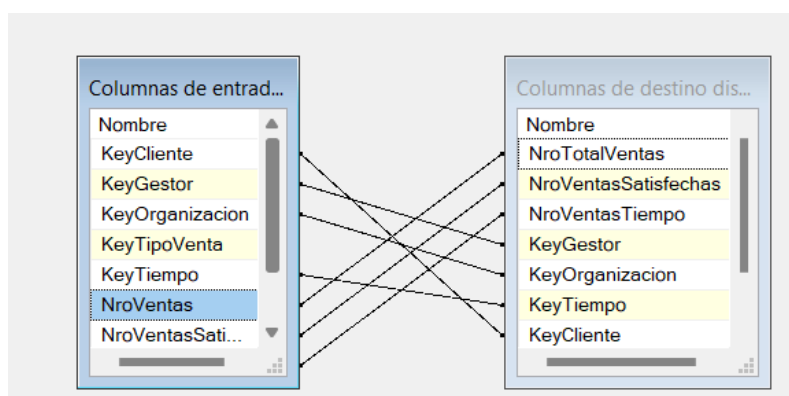 Columnas de entrad...
Nombre
KeyCliente
KeyGestor
KeyOrganizacion
KeyTipoVenta
KeyTiempo
NroVentas
NroVentasSati...
Columnas de destino dis...
Nombre
NroTotalVentas
NroVentasSatisfechas
NroVentasTiempo
KeyGestor
KeyOrganizacion
KeyTiempo
KeyCliente